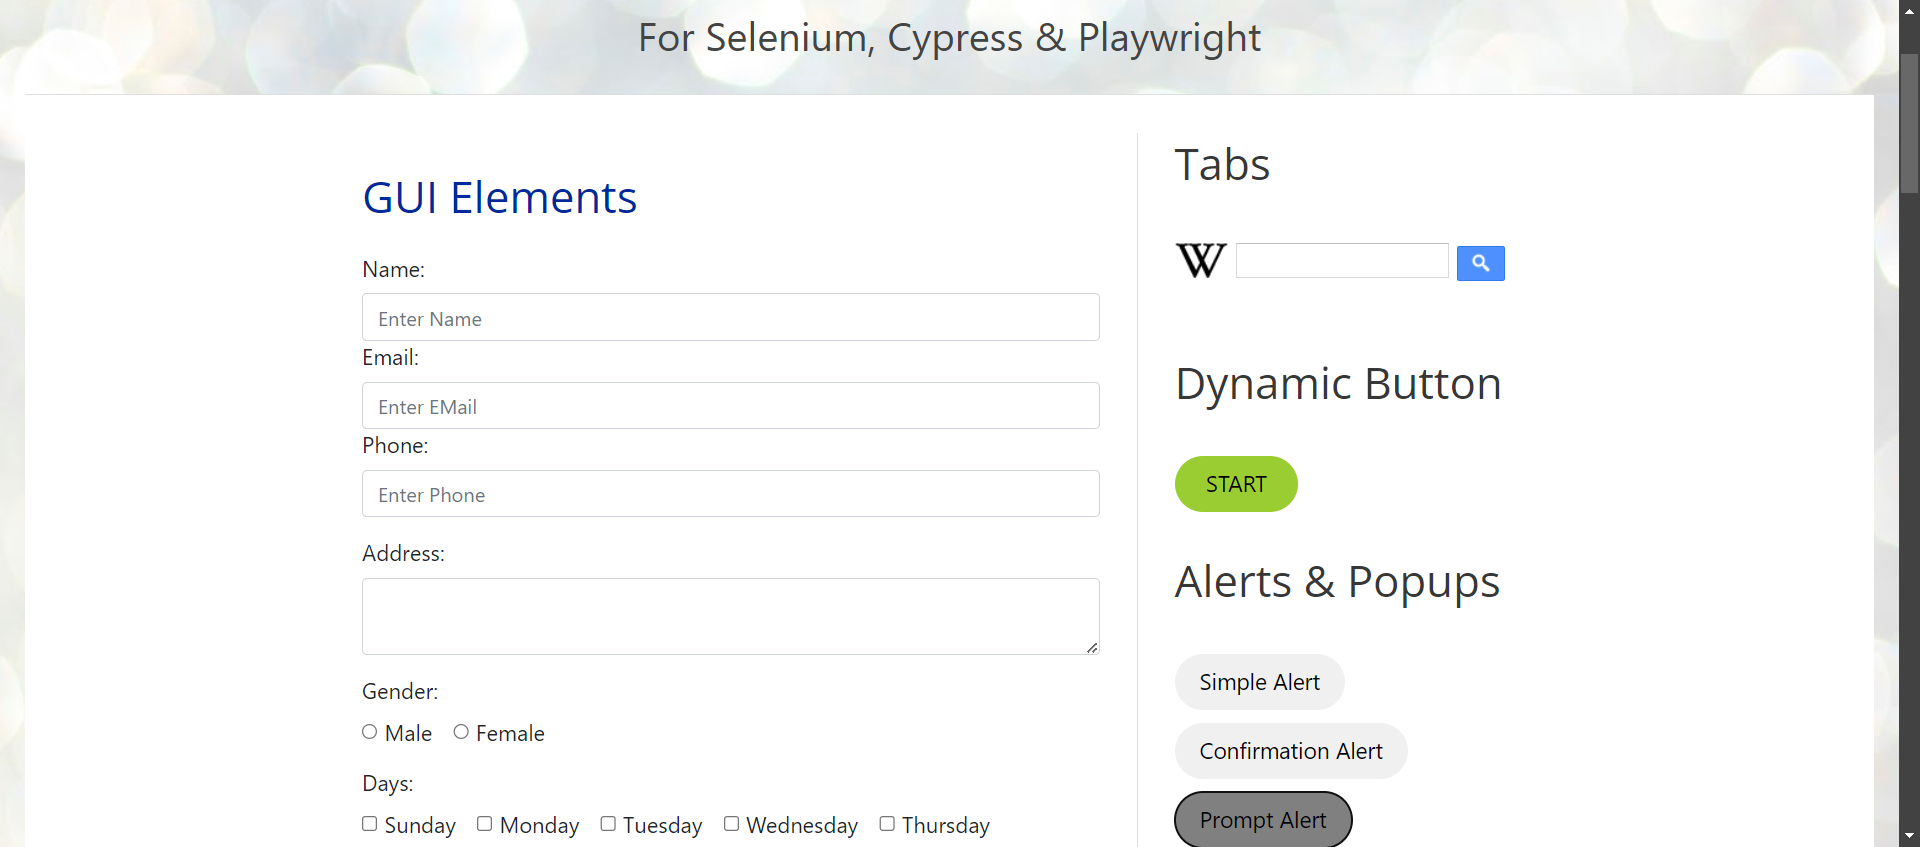 For Selenium, Cypress & Playwright
GUI Elements
Name:
Enter Name
Email:
Enter EMail
Phone:
Enter Phone
Address:
Gender:
Male Female
Days:
Sunday Monday Tuesday Wednesday Thursday
Tabs
W
Dynamic Button
START
Alerts & Popups
Simple Alert
Confirmation Alert
Prompt Alert